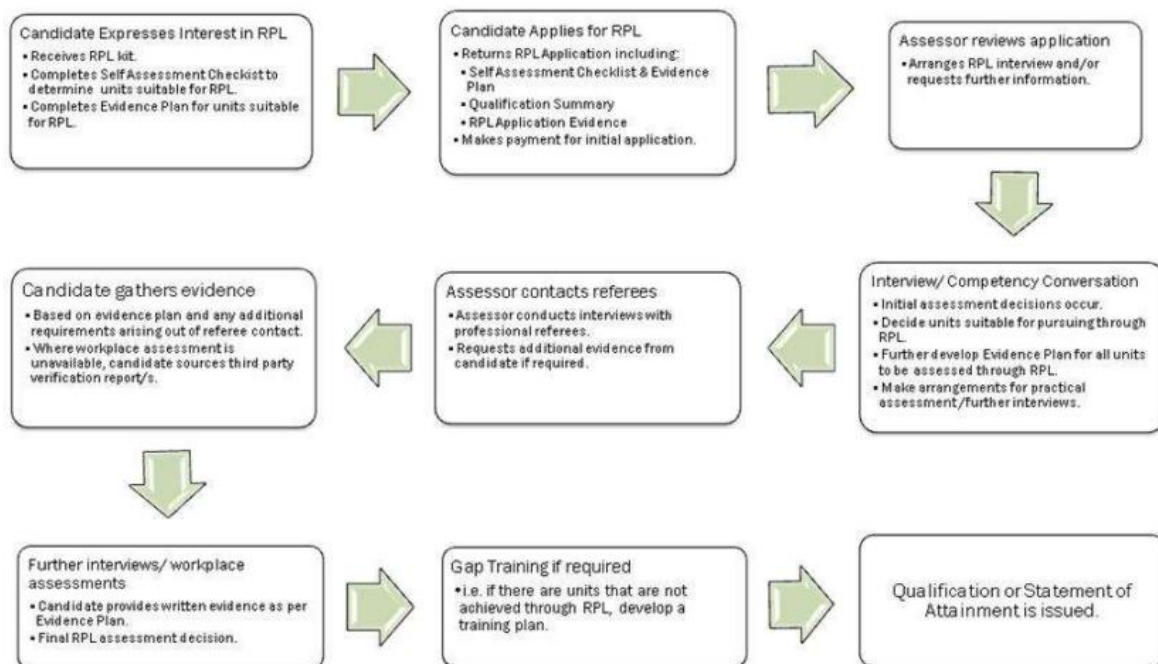 Candidate Expresses Interest in RPL
▪ Receives RPL kit.
▪ Completes Self Assessment Checkist to
determine units suitable for RPL.
▪ Completes Evidence Plan for units suitable
for RPL.
Candidate Applies for RPL
▪ Returns RPL Application including:
▪ Self Assessment Checklist & Evidence
Plan
▪ Qualification Summary
▪ RPL Application Evidence
▪ Makes payment for initial application.
Assessor reviews application
▪ Arranges RPL interview and/or
requests further information.
Interview/ Competency Conversation
▪ Initial assessment decisions occur.
▪ Decide units suitable for pursuing through
RPL.
▪ Further develop Evidence Plan for all units
to be assessed through RPL.
▪ Make arrangements for practical
assessment/further interviews.
Assessor contacts referees
▪ Assessor conducts interviews with
professional referees.
▪ Requests additional evidence from
candidate if required.
Candidate gathers evidence
▪ Based on evidence plan and any additional
requirements arising out of referee contact.
▪ Where workplace assessment is
unavailable, candidate sources third party
verification report/s.
Further interviews/ workplace
assessments
▪ Candidate provides written evidence as per
Evidence Plan.
▪ Final RPL assessment decision.
Gap Training if required
▪ i.e. if there are units that are not
achieved through RPL, develop a
training plan.
Qualification or Statement of
Attainment is issued.